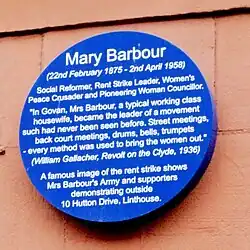 Mary Barbour
(22nd February 1875 - 2nd April 1958)
Social Reformer, Rent Strike Leader, Women's
Peace Crusader and Pioneering Woman Councillor.
"In Govan, Mrs Barbour, a typical working class
housewife, became the leader of a movement
such had never been seen before. Street meetings,
back court meetings, drums, bells, trumpets
- every method was used to bring the women out."
(William Gallacher, Revolt on the Clyde, 1936)
A famous image of the rent strike shows
Mrs Barbour's Army and supporters
demonstrating outside
10 Hutton Drive, Linthouse.